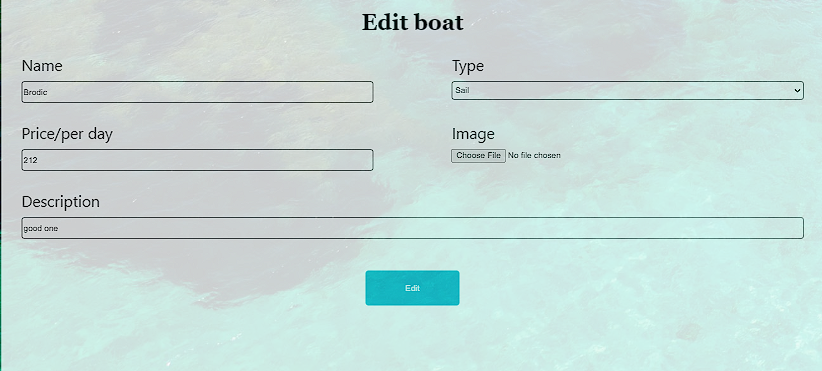 Edit boat
Name
Type
Brodic
Sail
Price/per day
Image
212
Choose File No file chosen
Description
good one
Edit